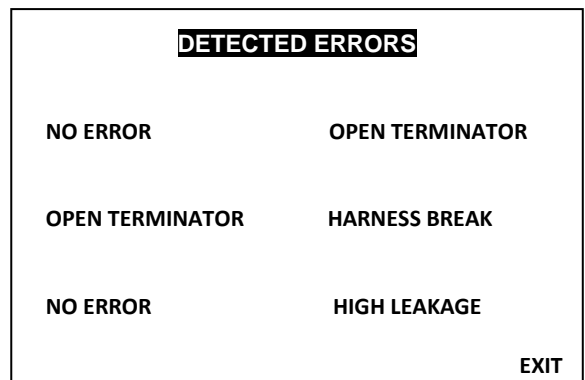 DETECTED ERRORS
NO ERROR OPEN TERMINATOR
OPEN TERMINATOR HARNESS BREAK
NO ERROR HIGH LEAKAGE
EXIT